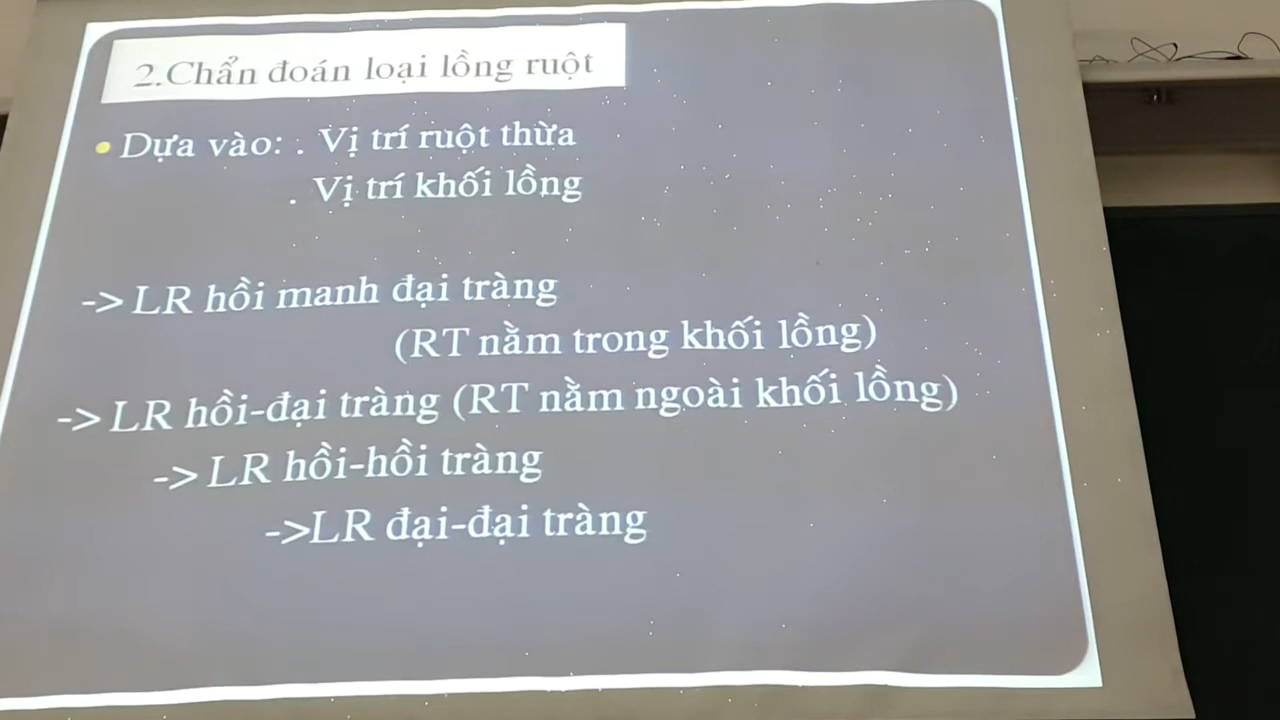 2.Chẩn đoán loại lồng ruột
Dựa vào: . Vị trí ruột thừa
. Vị trí khối lồng
-> LR hồi manh đại tràng
(RT nằm trong khối lồng)
-> LR hồi-đại tràng (RT nằm ngoài khối lồng)
-> LR hồi-hồi tràng
->LR đại-đại tràng